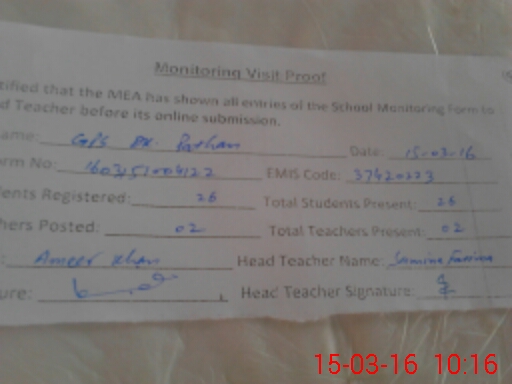 Monitoring Visit Proof
tified that the MEA has shown all entries of the School Monitoring Form to
d Teacher before its online submission.
ame: GPS DK. Pathan Date: 15-03-16
orm No: EMIS Code: 37420223
ents Registered: 26 Total Students Present: 26
hers Posted: 02 Total Teachers Present: 02
: Ameer Khan Head Teacher Name:
ure: Head Teacher Signature:
15-03-16 10:16